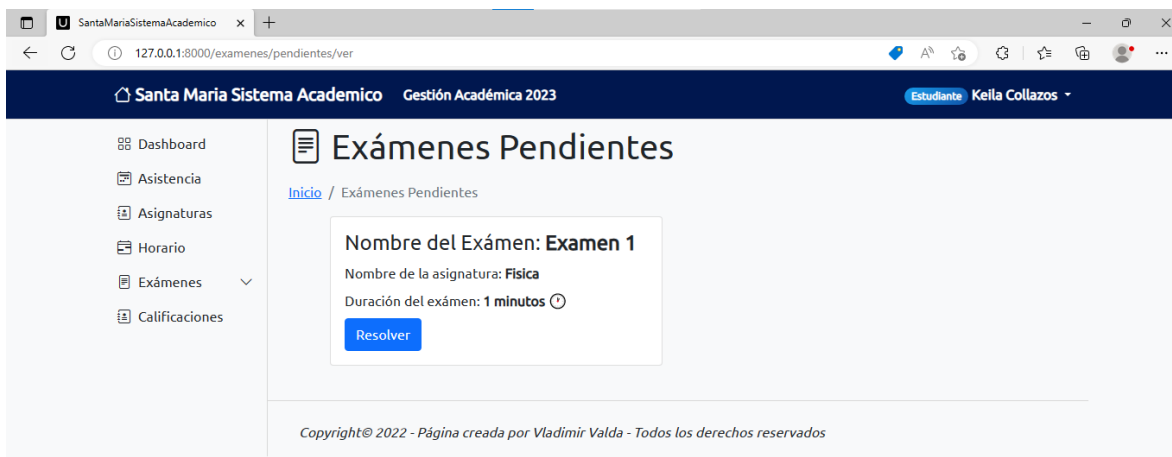 SantaMariaSistemaAcademico
127.0.0.1:8000/examenes/pendientes/ver
Santa Maria Sistema Academico Gestión Académica 2023 Estudiante Keila Collazos
Dashboard
Asistencia
Asignaturas
Horario
Exámenes
Calificaciones
Exámenes Pendientes
Inicio / Exámenes Pendientes
Nombre del Exámen: Examen 1
Nombre de la asignatura: Fisica
Duración del exámen: 1 minutos
Resolver
Copyright© 2022 - Página creada por Vladimir Valda - Todos los derechos reservados